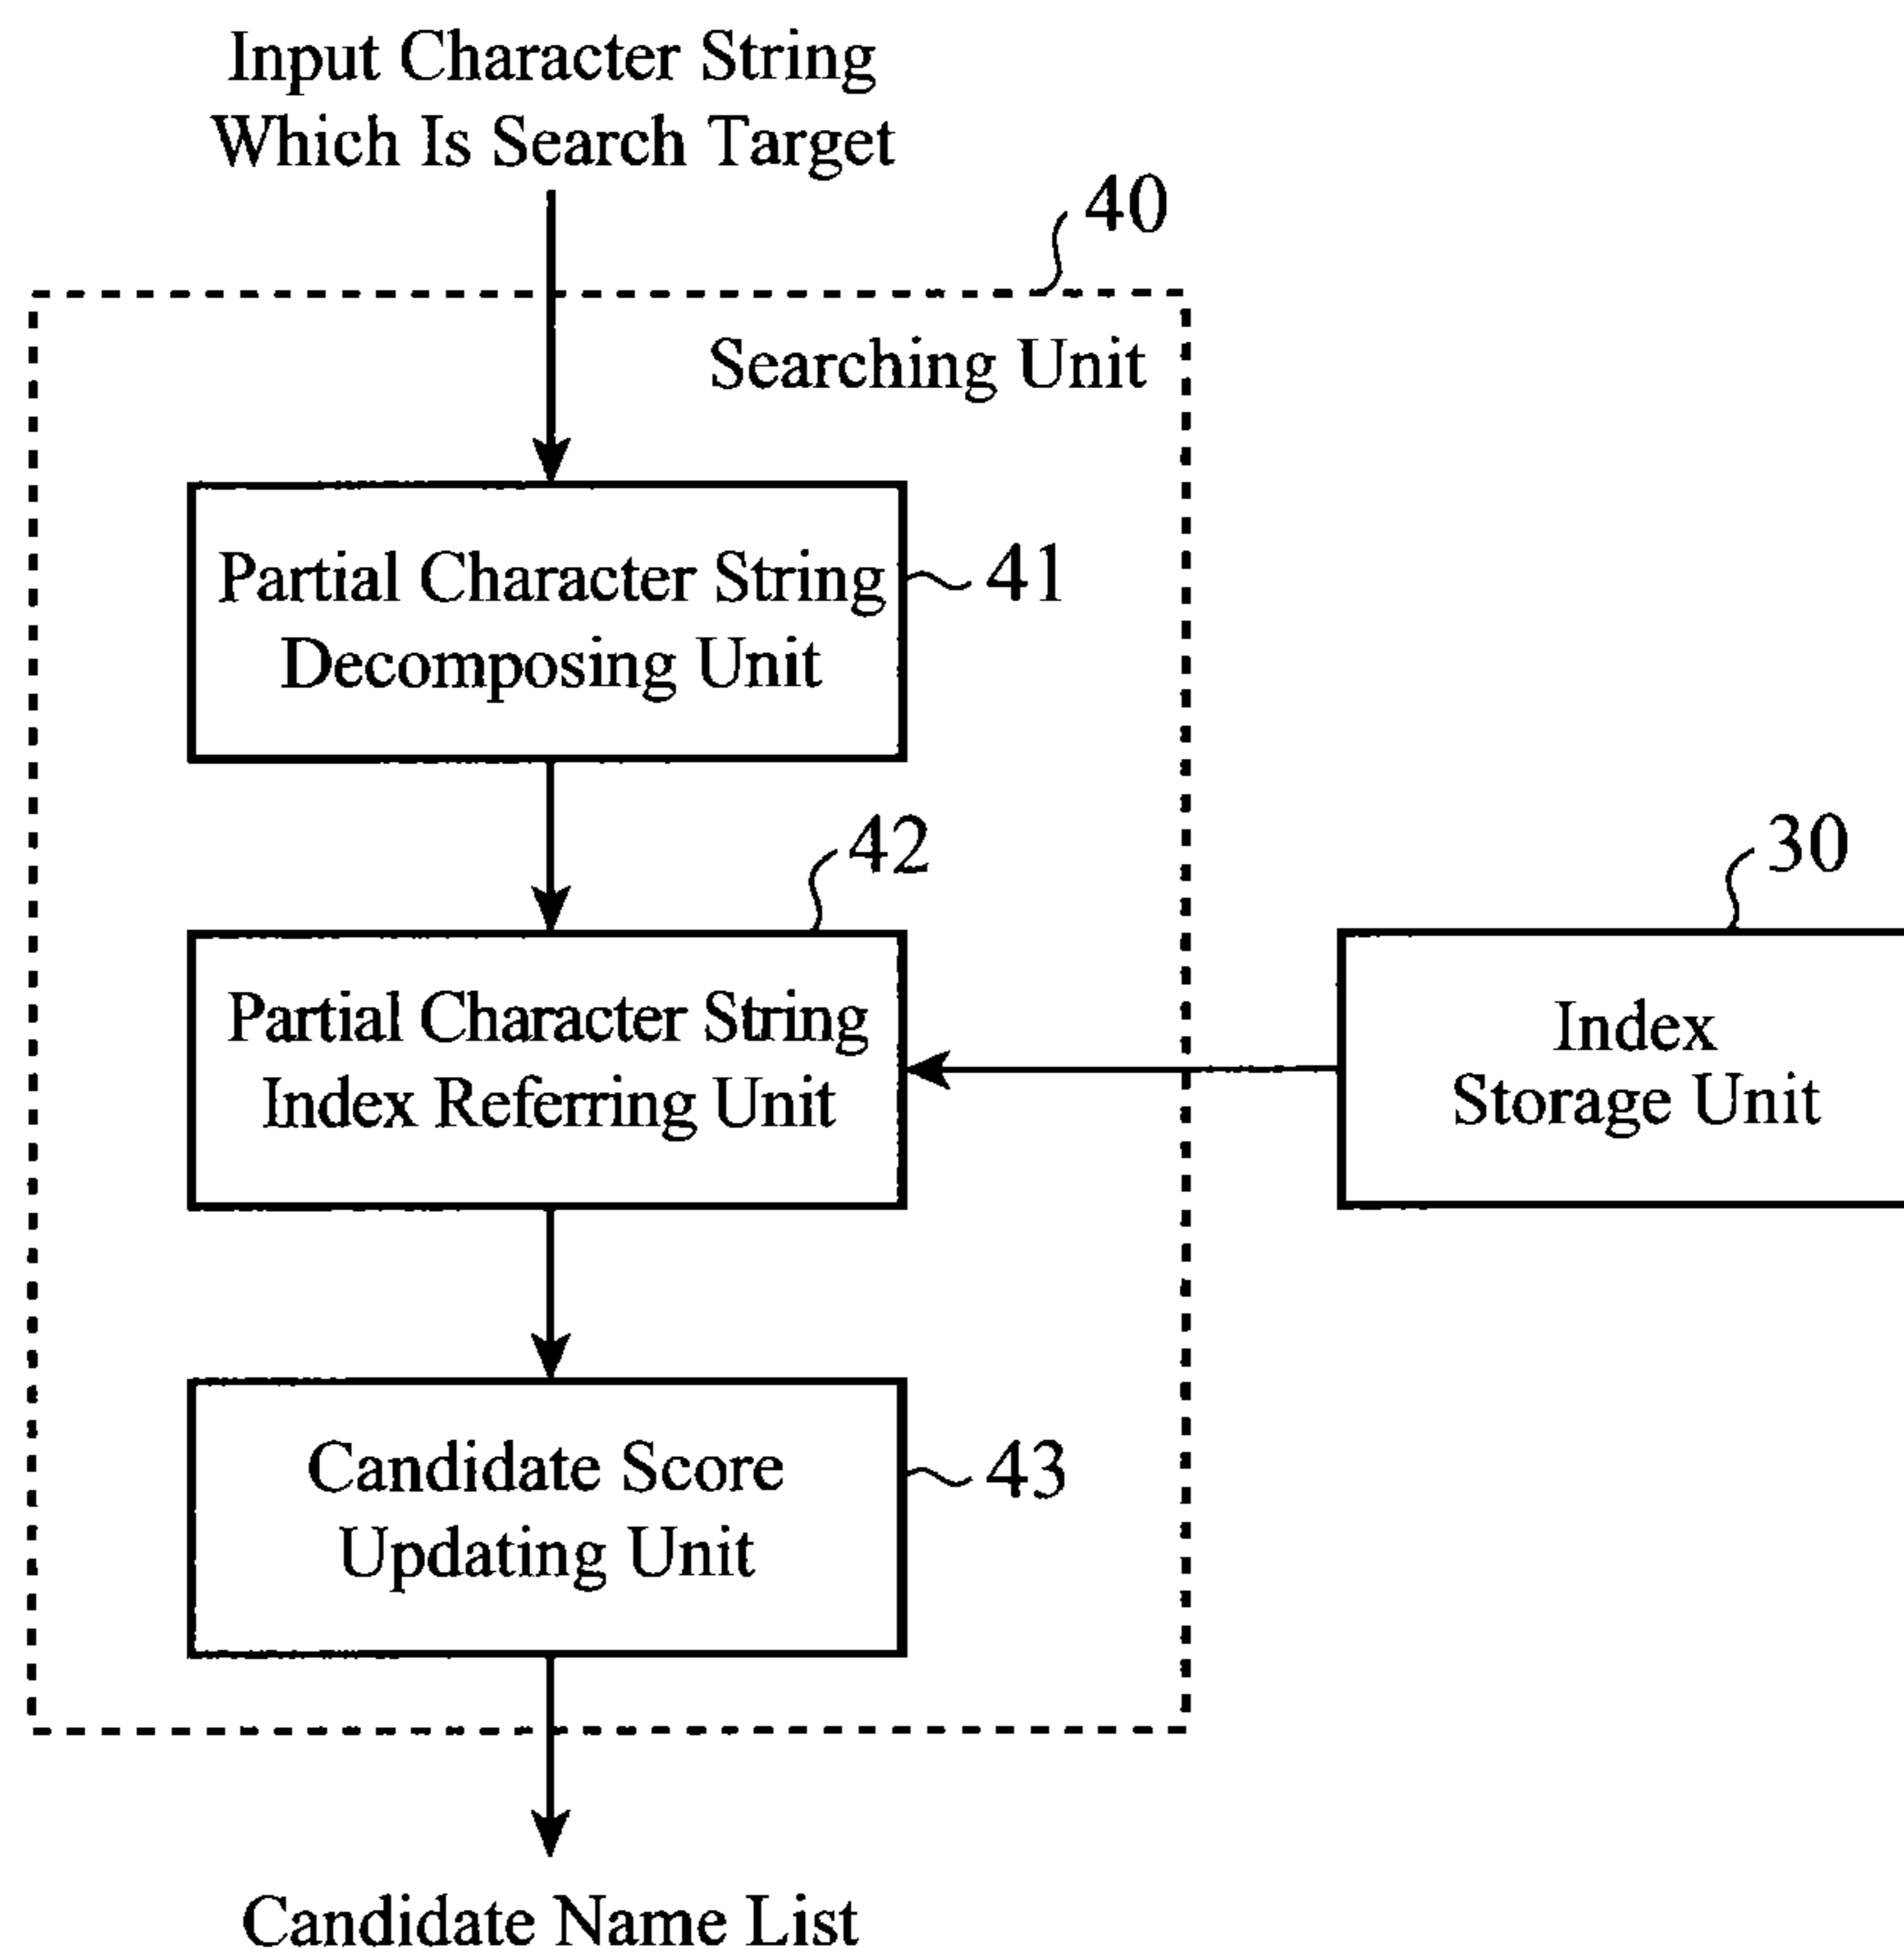 Input Character String
Which Is Search Target
40
Searching Unit
Partial Character String
Decomposing Unit
41
42
Partial Character String
Index Referring Unit
30
Index
Storage Unit
Candidate Score
Updating Unit
43
Candidate Name List